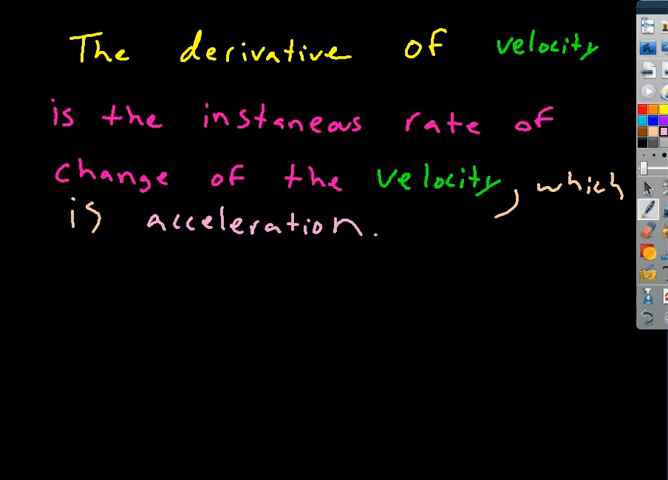 The derivative of velocity
is the instaneous rate of
change of the velocity, which
is acceleration.